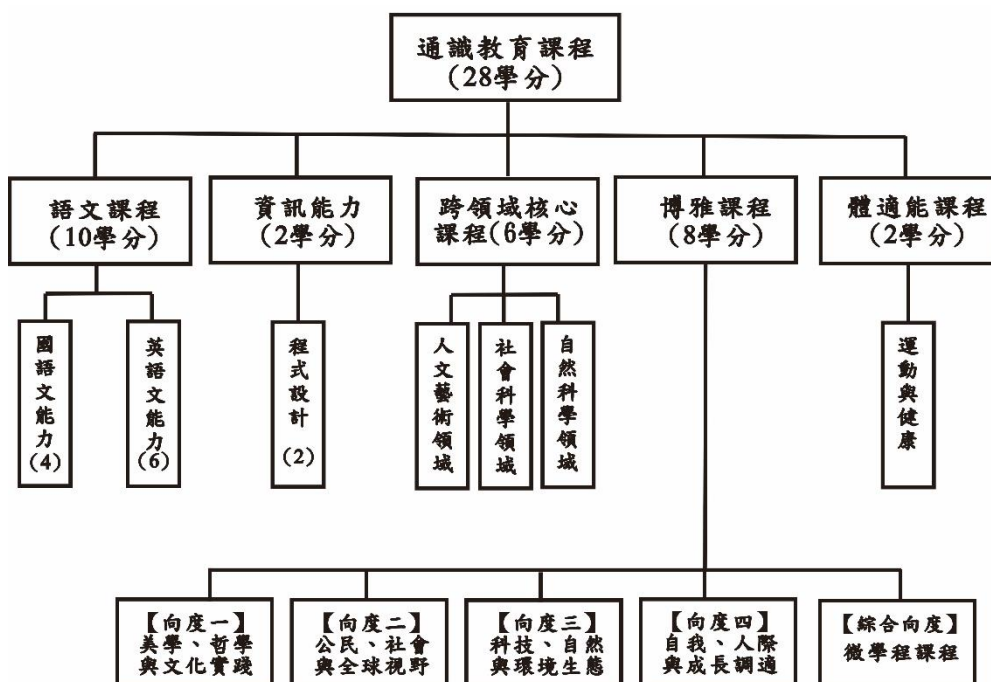 通識教育課程
(28學分)
語文課程
(10學分)
資訊能力
(2學分)
跨領域核心
課程(6學分)
博雅課程
(8學分)
體適能課程
(2學分)
國語文能力(4)
英語文能力(6)
程式設計 (2)
人文藝術領域
社會科學領域
自然科學領域
運動與健康
【向度一】
美學、哲學
與文化實踐
【向度二】
公民、社會
與全球視野
【向度三】
科技、自然
與環境生態
【向度四】
自我、人際
與成長調適
【綜合向度】
微學程課程